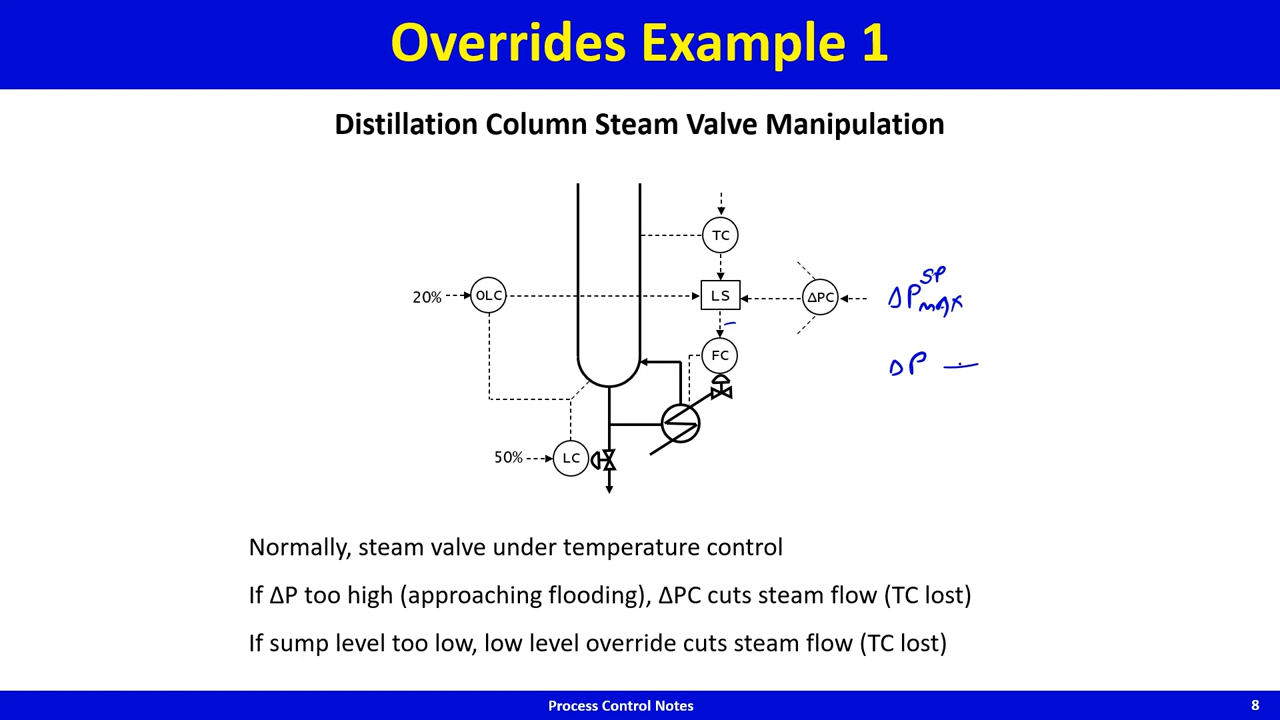 Overrides Example 1
Distillation Column Steam Valve Manipulation
TC
20%
OLC
LS
ΔPC
ΔP SP MAX
FC
ΔP
50%
LC
Normally, steam valve under temperature control
If ΔP too high (approaching flooding), ΔPC cuts steam flow (TC lost)
If sump level too low, low level override cuts steam flow (TC lost)
Process Control Notes
8